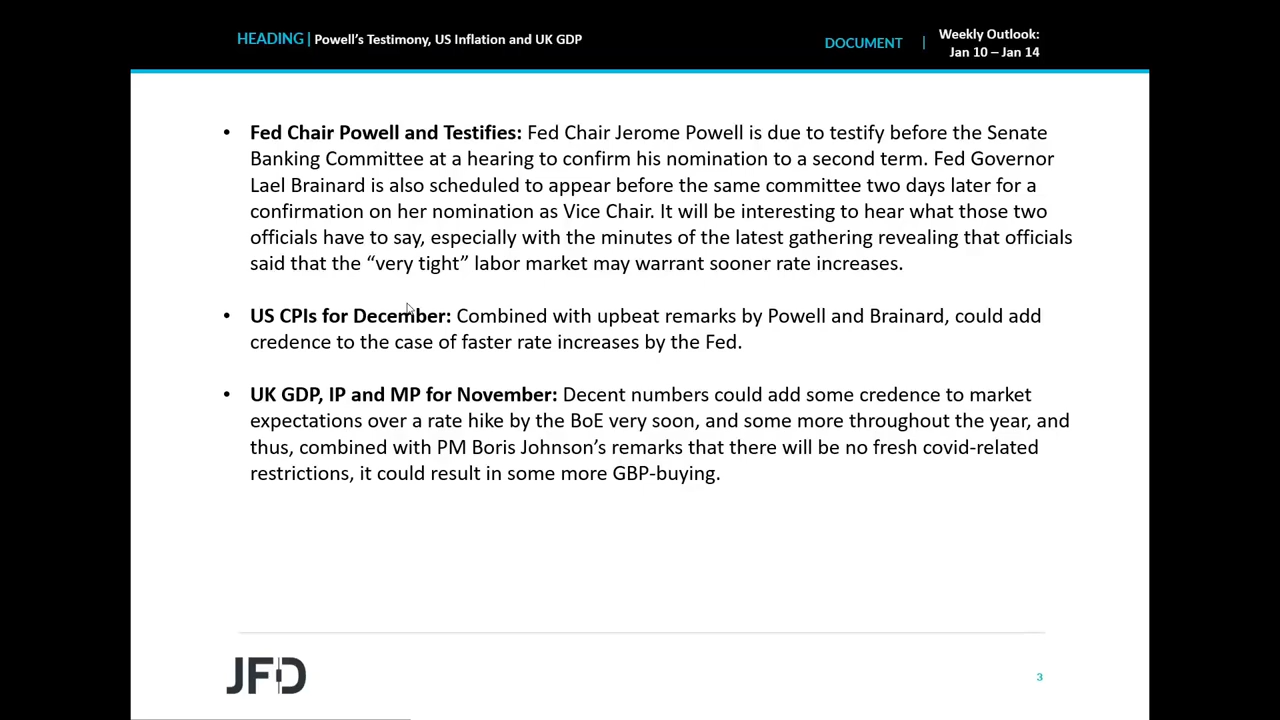 HEADING | Powell’s Testimony, US Inflation and UK GDP
DOCUMENT | Weekly Outlook:
Jan 10 – Jan 14
• Fed Chair Powell and Testifies: Fed Chair Jerome Powell is due to testify before the Senate
Banking Committee at a hearing to confirm his nomination to a second term. Fed Governor
Lael Brainard is also scheduled to appear before the same committee two days later for a
confirmation on her nomination as Vice Chair. It will be interesting to hear what those two
officials have to say, especially with the minutes of the latest gathering revealing that officials
said that the “very tight” labor market may warrant sooner rate increases.
• US CPIs for December: Combined with upbeat remarks by Powell and Brainard, could add
credence to the case of faster rate increases by the Fed.
• UK GDP, IP and MP for November: Decent numbers could add some credence to market
expectations over a rate hike by the BoE very soon, and some more throughout the year, and
thus, combined with PM Boris Johnson’s remarks that there will be no fresh covid-related
restrictions, it could result in some more GBP-buying.
JFD
3